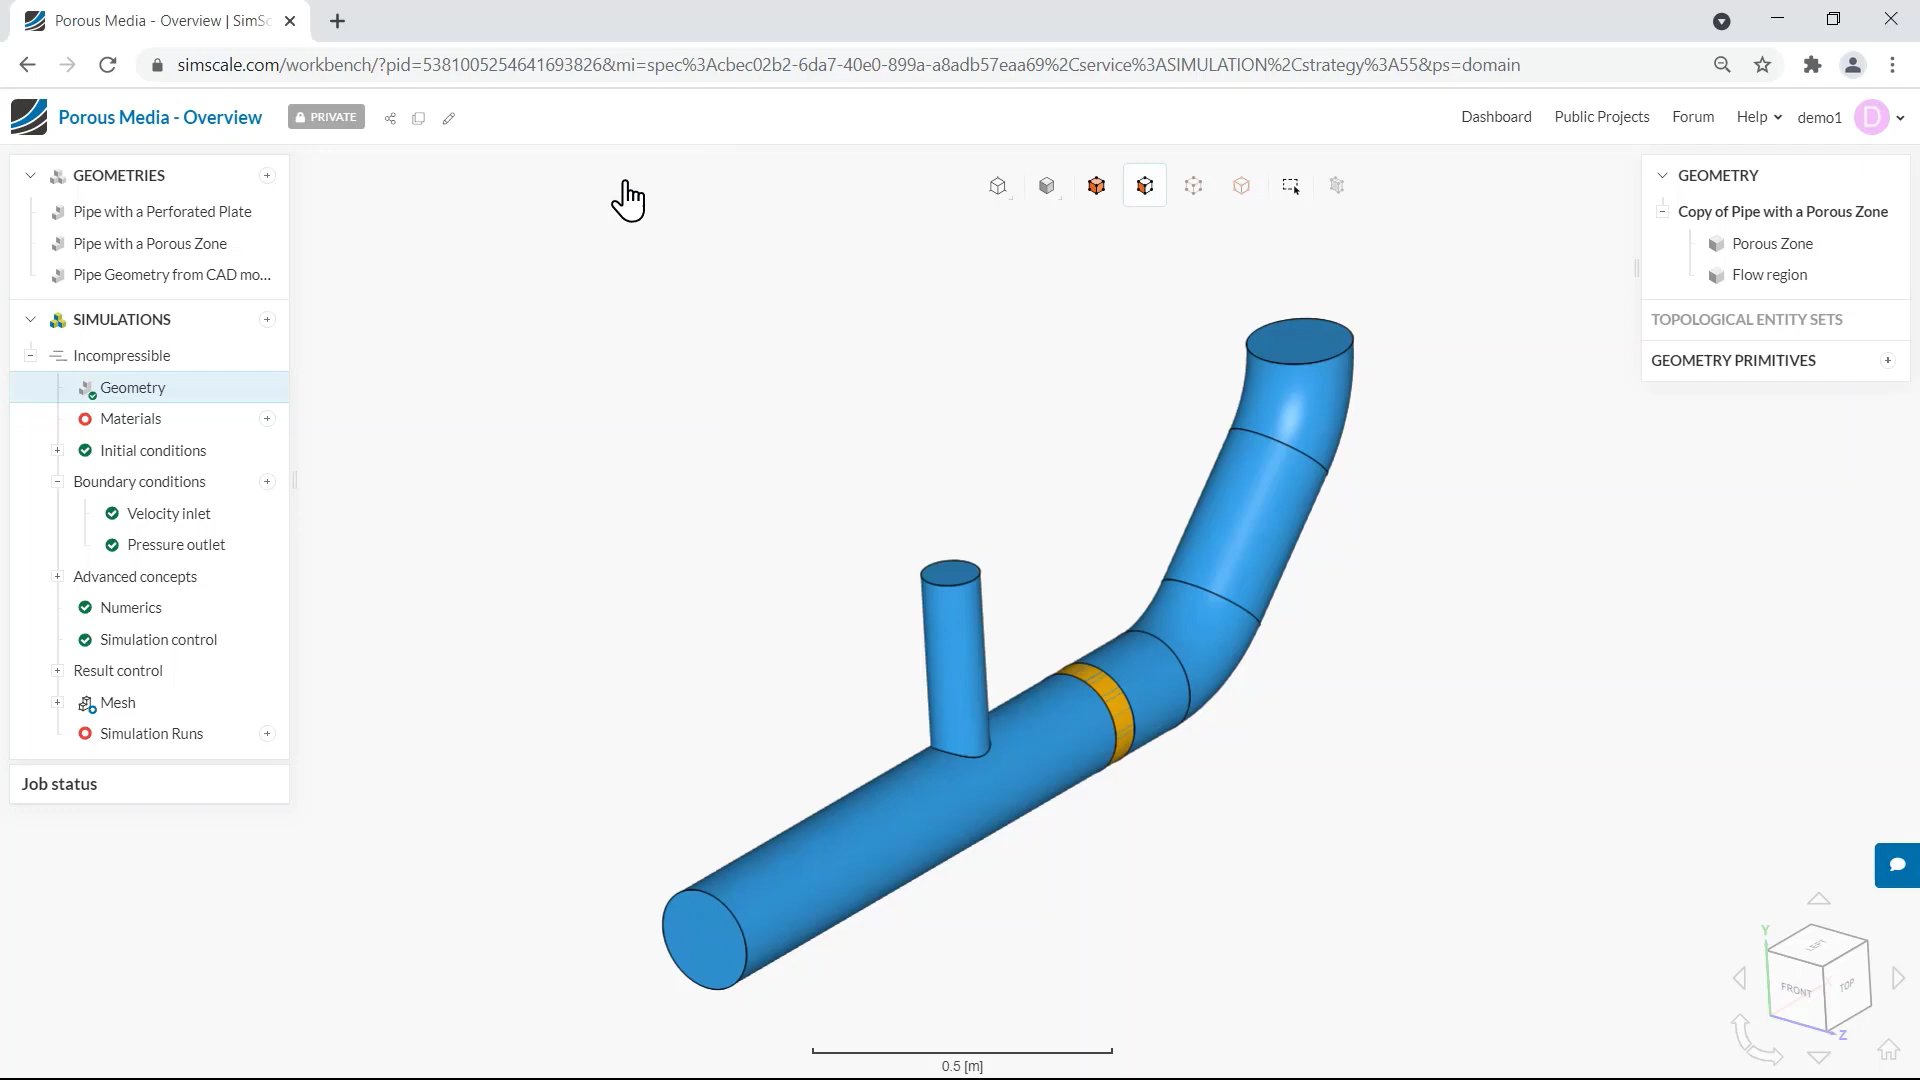 Porous Media - Overview | SimSc
simscale.com/workbench/?pid=5381005254641693826&mi=spec%3Acbec02b2-6da7-40e0-899a-a8adb57eaa69%2Cservice%3ASIMULATION%2Cstrategy%3A55&ps=domain
Porous Media - Overview
PRIVATE
Dashboard
Public Projects
Forum
Help
demo1
D
GEOMETRIES
Pipe with a Perforated Plate
Pipe with a Porous Zone
Pipe Geometry from CAD mo...
SIMULATIONS
Incompressible
Geometry
Materials
Initial conditions
Boundary conditions
Velocity inlet
Pressure outlet
Advanced concepts
Numerics
Simulation control
Result control
Mesh
Simulation Runs
Job status
GEOMETRY
Copy of Pipe with a Porous Zone
Porous Zone
Flow region
TOPOLOGICAL ENTITY SETS
GEOMETRY PRIMITIVES
Y
LEFT
FRONT
TOP
X
Z
0.5 [m]